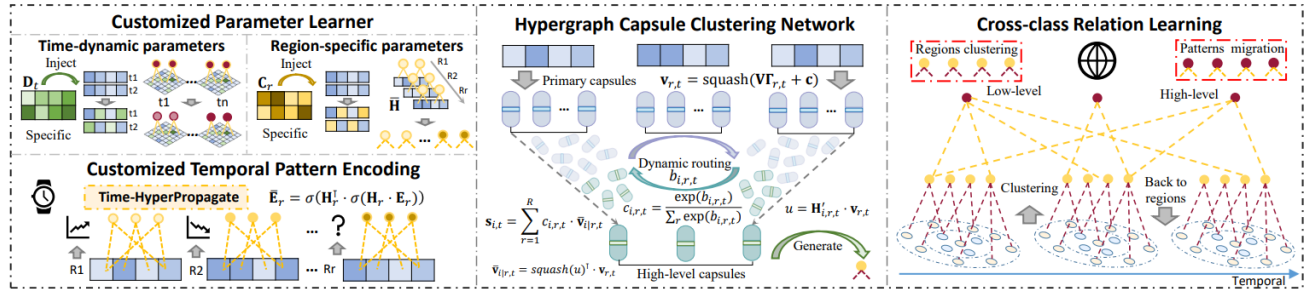 Customized Parameter Learner
Time-dynamic parameters
Inject
D_t
t1
t2
t1
t2
t1
tn
Specific
Region-specific parameters
Inject
C_r
Specific
R1
R2
Rr
H̄
Customized Temporal Pattern Encoding
Time-HyperPropagate
Ē_r = σ(H_r^⊺ · σ(H_r · E_r))
R1
R2
...
?
Rr
Hypergraph Capsule Clustering Network
Primary capsules
v_{r,t} = squash(VΓ_{r,t} + c)
...
...
...
Dynamic routing
b_{i,r,t}
s_{i,t} = ∑_{r=1}^{R} c_{i,r,t} · v̄_{i|r,t}
c_{i,r,t} = exp(b_{i,r,t}) / ∑_r exp(b_{i,r,t})
u = H_{i,r,t}^⊺ · v_{r,t}
v̄_{i|r,t} = squash(u)^⊺ · v_{r,t}
High-level capsules
Generate
Cross-class Relation Learning
Regions clustering
Patterns migration
Low-level
High-level
Clustering
Back to
regions
Temporal